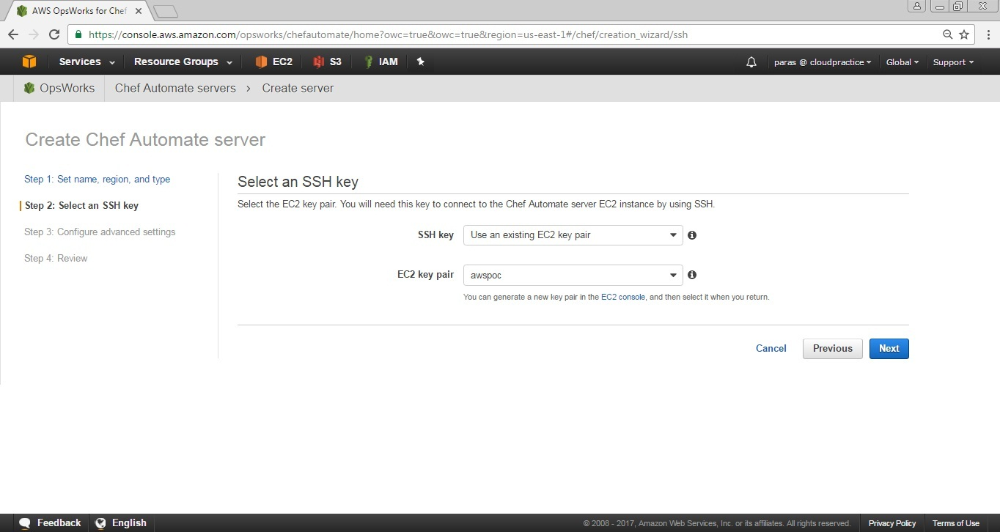 AWS OpsWorks for Chef
https://console.aws.amazon.com/opsworks/chefautomate/home?owc=true&owc=true&region=us-east-1#/chef/creation_wizard/ssh
Services Resource Groups EC2 S3 IAM paras @ cloudpractice Global Support
OpsWorks Chef Automate servers › Create server
Create Chef Automate server
Step 1: Set name, region, and type
Step 2: Select an SSH key
Step 3: Configure advanced settings
Step 4: Review
Select an SSH key
Select the EC2 key pair. You will need this key to connect to the Chef Automate server EC2 instance by using SSH.
SSH key Use an existing EC2 key pair
EC2 key pair awspoc
You can generate a new key pair in the EC2 console, and then select it when you return.
Cancel Previous Next
Feedback English © 2008 - 2017, Amazon Web Services, Inc. or its affiliates. All rights reserved. Privacy Policy Terms of Use